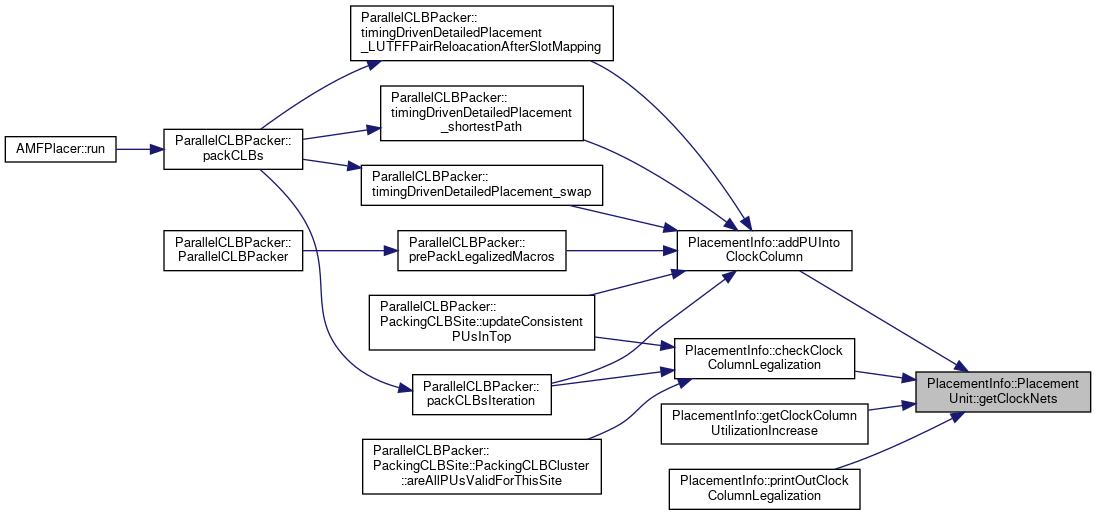 ParallelCLBPacker::
timingDrivenDetailedPlacement
_LUTFFPairReloacationAfterSlotMapping
ParallelCLBPacker::
timingDrivenDetailedPlacement
_shortestPath
AMFPlacer::run
ParallelCLBPacker::
packCLBs
ParallelCLBPacker::
timingDrivenDetailedPlacement_swap
ParallelCLBPacker::
ParallelCLBPacker
ParallelCLBPacker::
prePackLegalizedMacros
PlacementInfo::addPUInto
ClockColumn
ParallelCLBPacker::
PackingCLBSite::updateConsistent
PUsInTop
PlacementInfo::checkClock
ColumnLegalization
ParallelCLBPacker::
packCLBsIteration
PlacementInfo::Placement
Unit::getClockNets
PlacementInfo::getClockColumn
UtilizationIncrease
ParallelCLBPacker::
PackingCLBSite::PackingCLBCluster
::areAllPUsValidForThisSite
PlacementInfo::printOutClock
ColumnLegalization